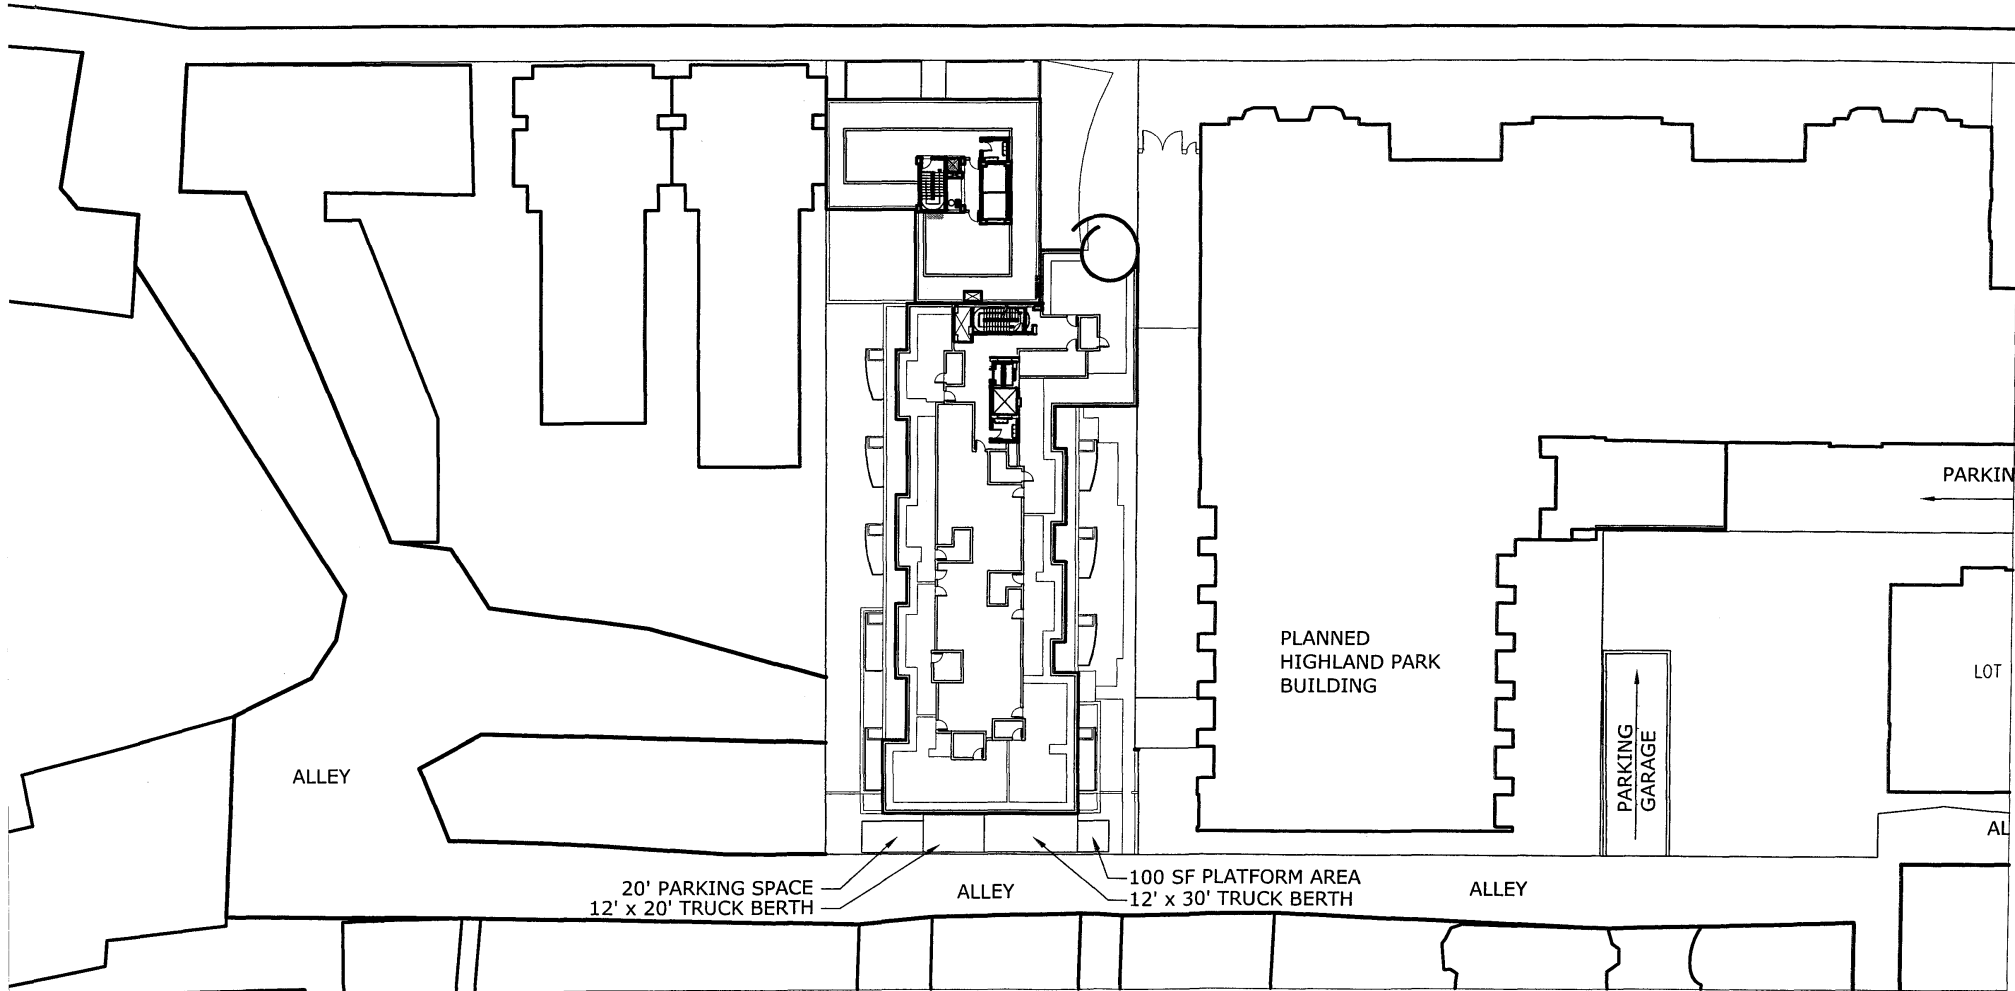 PARKIN
PLANNED
HIGHLAND PARK
BUILDING
LOT
PARKING
GARAGE
ALLEY
AL
20' PARKING SPACE
12' x 20' TRUCK BERTH
ALLEY
100 SF PLATFORM AREA
12' x 30' TRUCK BERTH
ALLEY